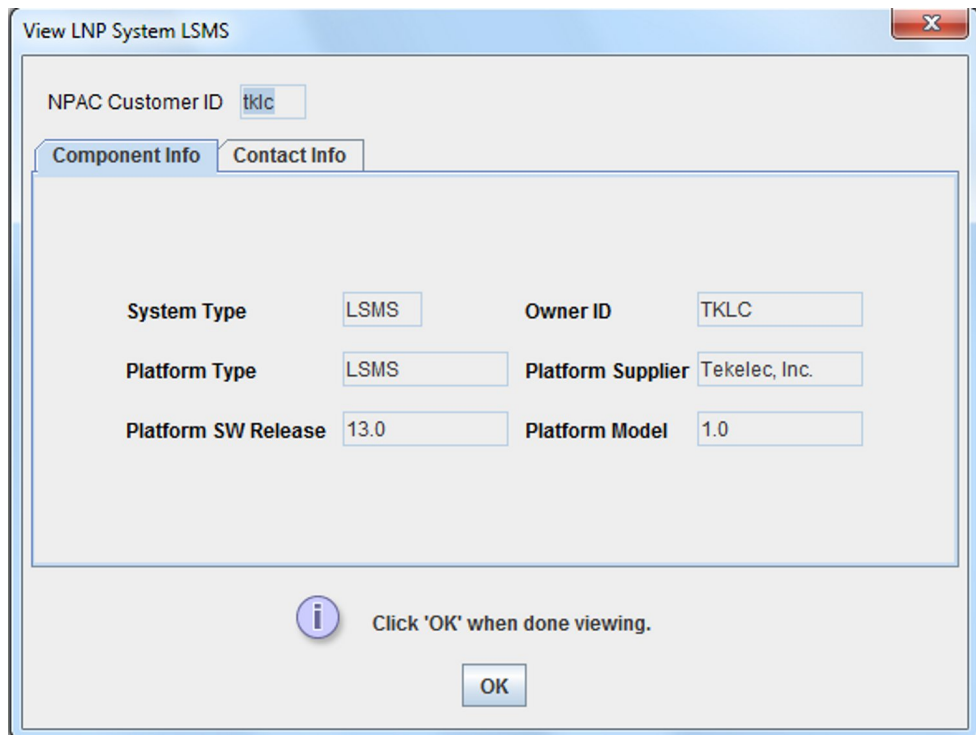 View LNP System LSMS
NPAC Customer ID tklc
Component Info Contact Info
System Type LSMS Owner ID TKLC
Platform Type LSMS Platform Supplier Tekelec, Inc.
Platform SW Release 13.0 Platform Model 1.0
i Click 'OK' when done viewing.
OK